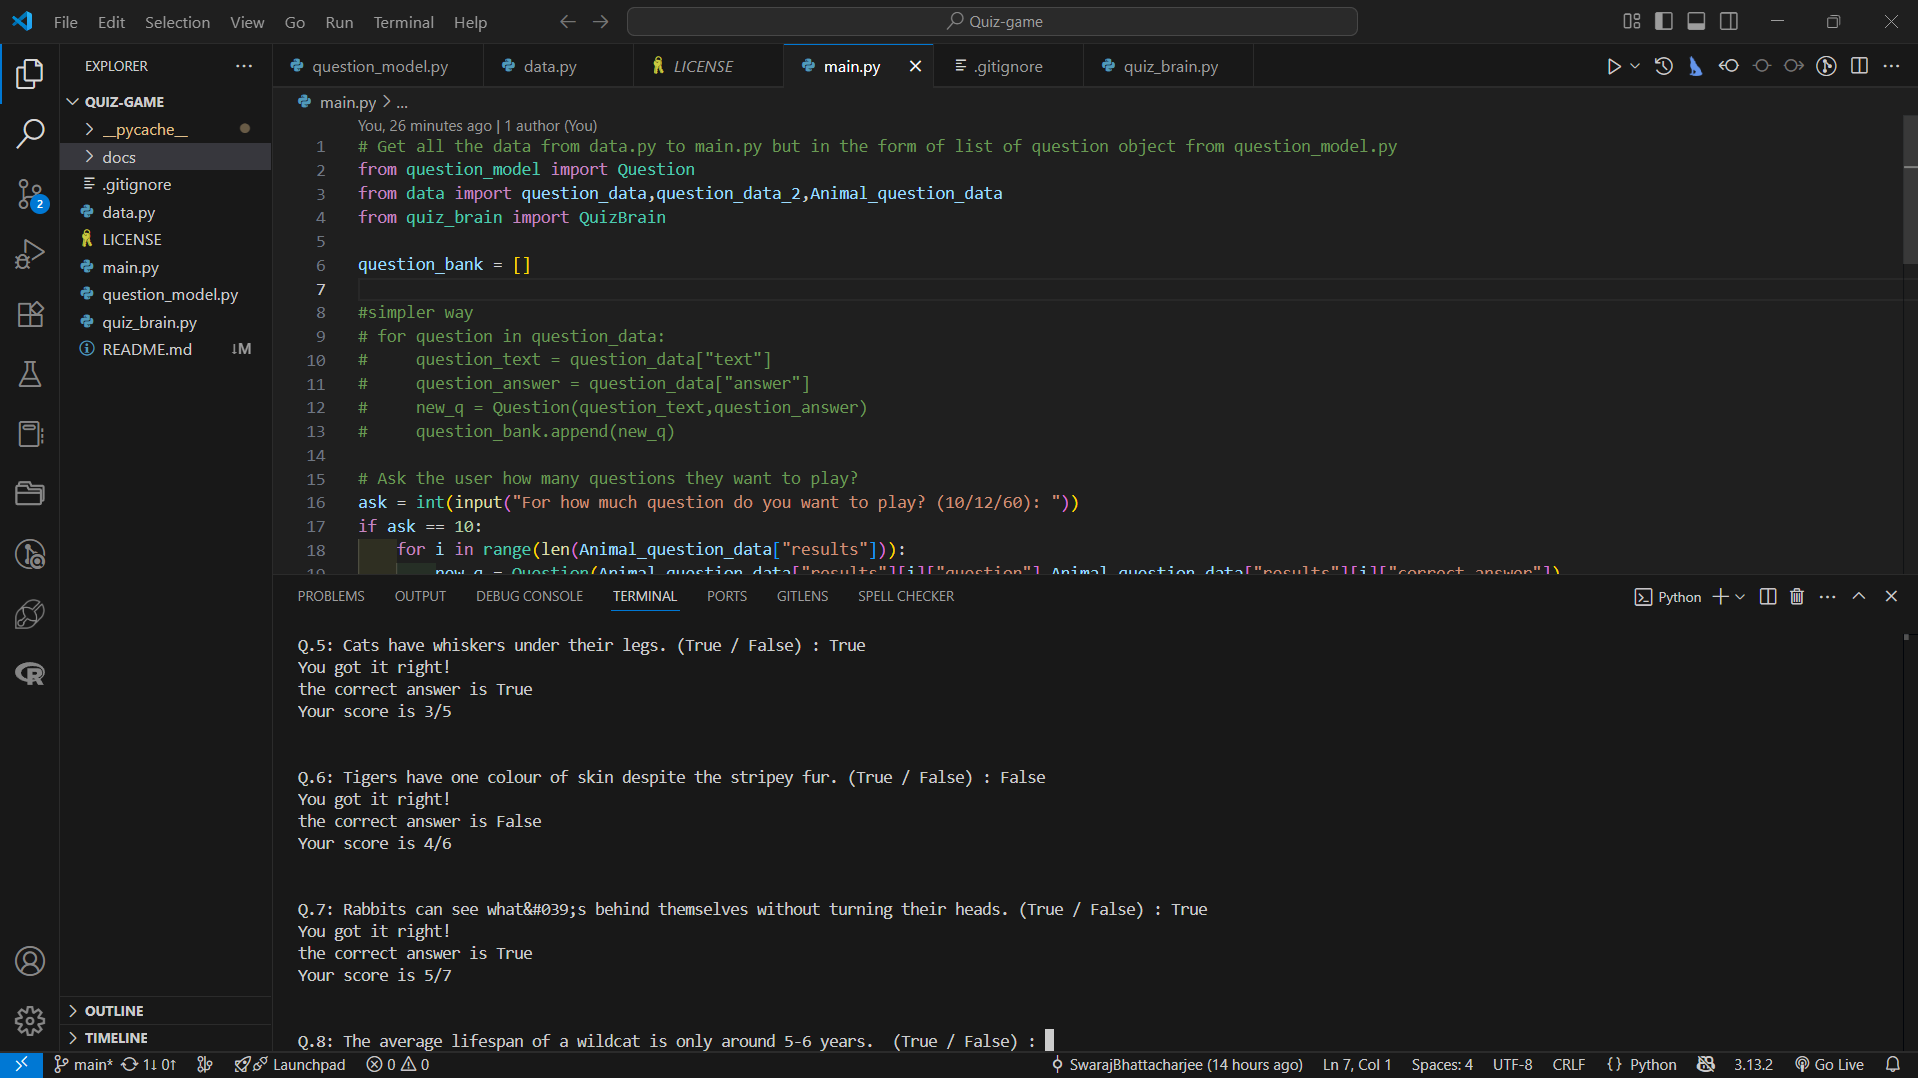 File Edit Selection View Go Run Terminal Help
Quiz-game
EXPLORER
QUIZ-GAME
__pycache__
docs
.gitignore
data.py
LICENSE
main.py
question_model.py
quiz_brain.py
README.md ↓M
OUTLINE
TIMELINE
2
question_model.py data.py LICENSE main.py .gitignore quiz_brain.py
main.py > ...
You, 26 minutes ago | 1 author (You)
1 # Get all the data from data.py to main.py but in the form of list of question object from question_model.py
2 from question_model import Question
3 from data import question_data,question_data_2,Animal_question_data
4 from quiz_brain import QuizBrain
5
6 question_bank = []
7
8 #simpler way
9 # for question in question_data:
10 #     question_text = question_data["text"]
11 #     question_answer = question_data["answer"]
12 #     new_q = Question(question_text,question_answer)
13 #     question_bank.append(new_q)
14
15 # Ask the user how many questions they want to play?
16 ask = int(input("For how much question do you want to play? (10/12/60): "))
17 if ask == 10:
18     for i in range(len(Animal_question_data["results"])):
19         new_q = Question(Animal_question_data["results"][i]["question"],Animal_question_data["results"][i]["correct_answer"])
PROBLEMS OUTPUT DEBUG CONSOLE TERMINAL PORTS GITLENS SPELL CHECKER
Python
Q.5: Cats have whiskers under their legs. (True / False) : True
You got it right!
the correct answer is True
Your score is 3/5
Q.6: Tigers have one colour of skin despite the stripey fur. (True / False) : False
You got it right!
the correct answer is False
Your score is 4/6
Q.7: Rabbits can see what&#039;s behind themselves without turning their heads. (True / False) : True
You got it right!
the correct answer is True
Your score is 5/7
Q.8: The average lifespan of a wildcat is only around 5-6 years.  (True / False) :
main* 1↓ 0↑ Launchpad 0 0 SwarajBhattacharjee (14 hours ago) Ln 7, Col 1 Spaces: 4 UTF-8 CRLF {} Python 3.13.2 Go Live